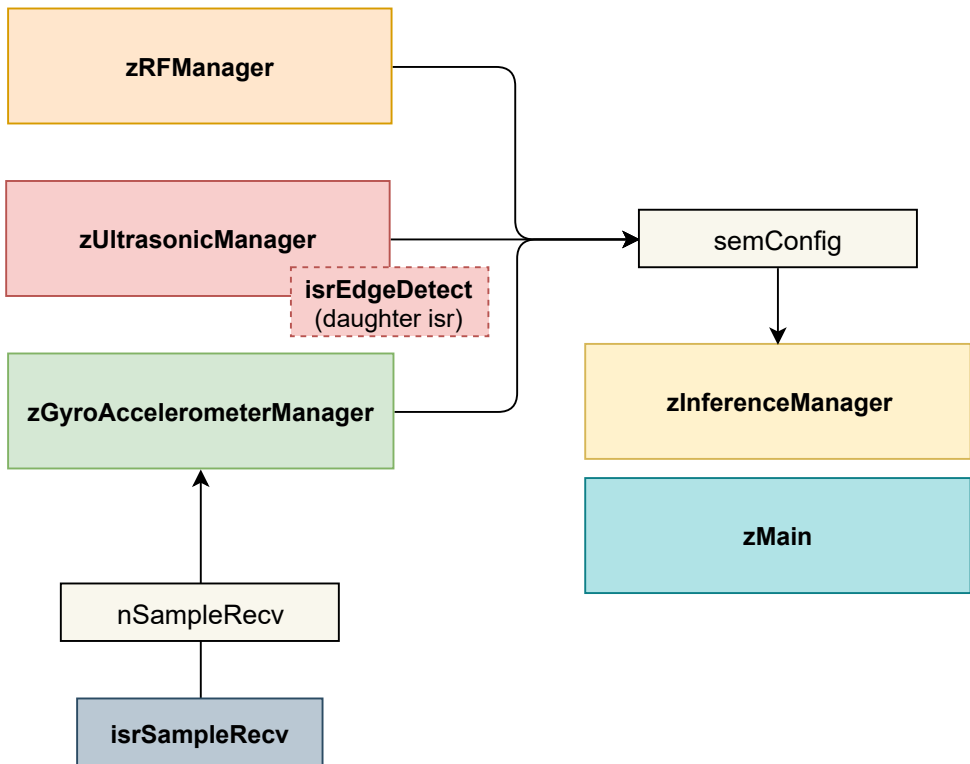 zRFManager
zUltrasonicManager
isrEdgeDetect
(daughter isr)
semConfig
zGyroAccelerometerManager
zInferenceManager
zMain
nSampleRecv
isrSampleRecv